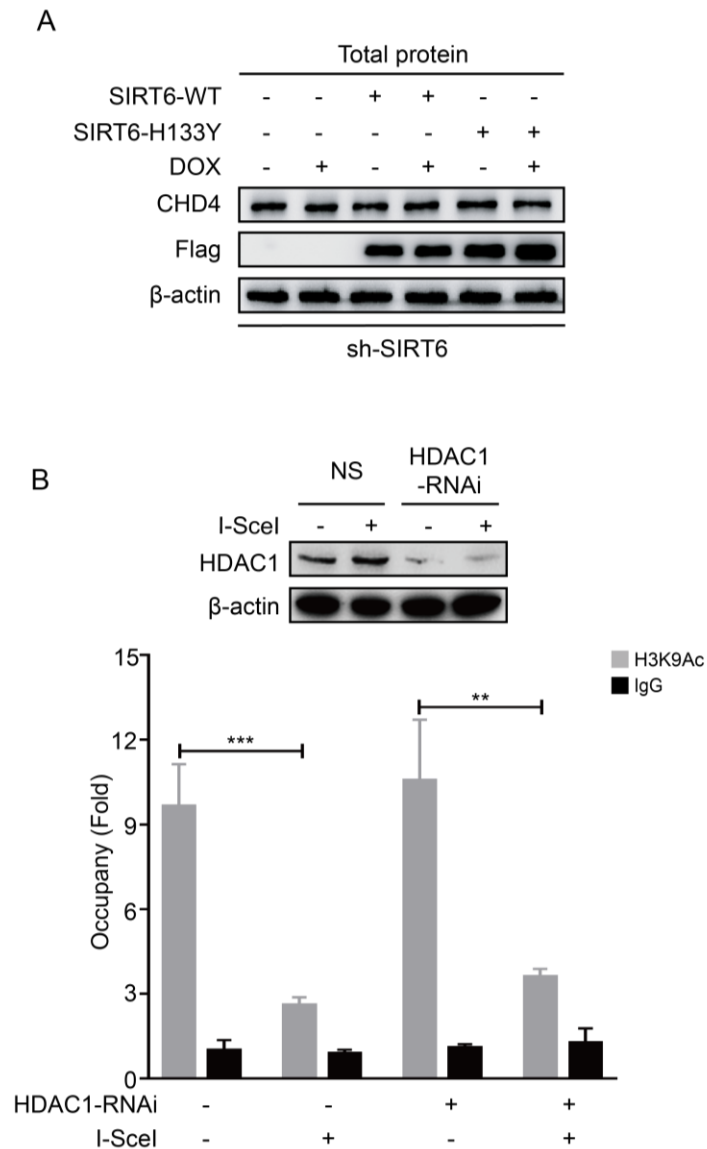 A
Total protein
SIRT6-WT - - + + - -
SIRT6-H133Y - - - - + +
DOX - + - + - +
CHD4
Flag
β-actin
sh-SIRT6
B
NS HDAC1
-RNAi
I-SceI - + - +
HDAC1
β-actin
15
12
9
6
3
0
Occupany (Fold)
*** **
H3K9Ac
IgG
HDAC1-RNAi - - + +
I-SceI - + - +